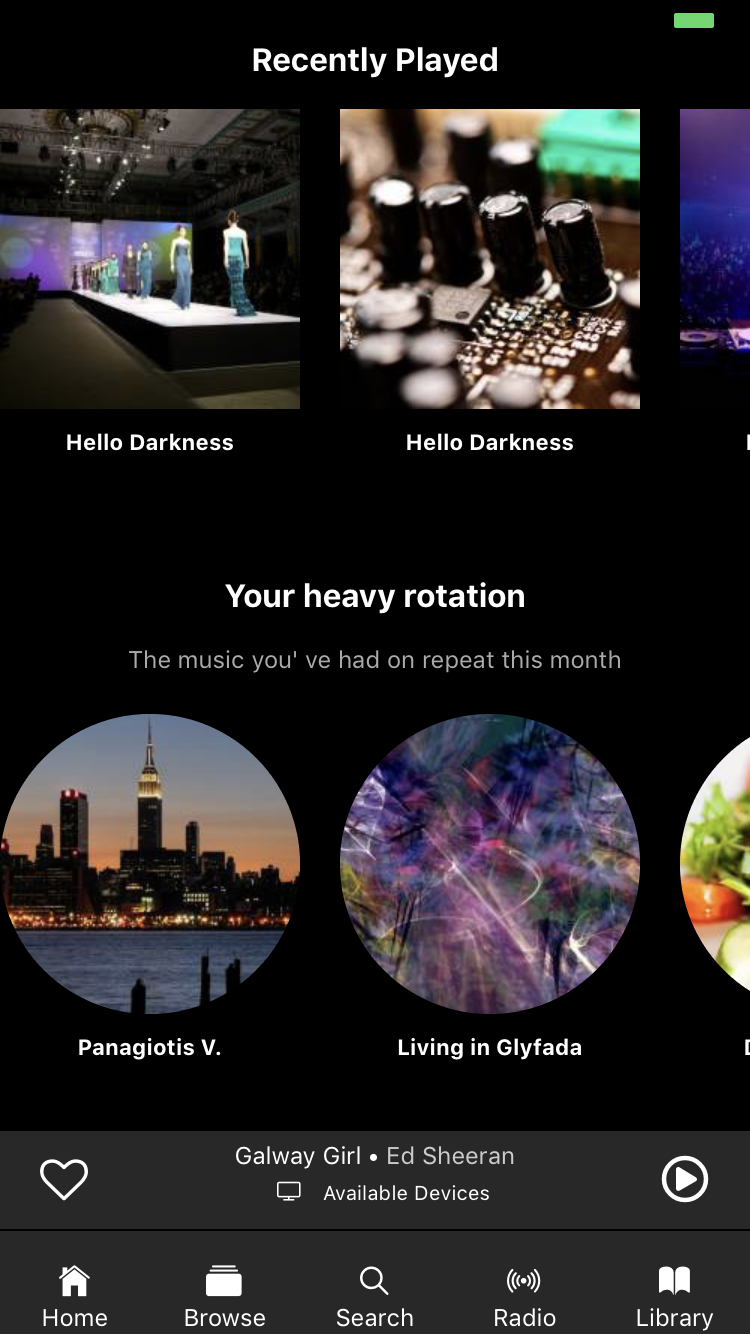 Recently Played
Hello Darkness
Hello Darkness
Your heavy rotation
The music you' ve had on repeat this month
Panagiotis V.
Living in Glyfada
Galway Girl • Ed Sheeran
Available Devices
Home
Browse
Search
Radio
Library